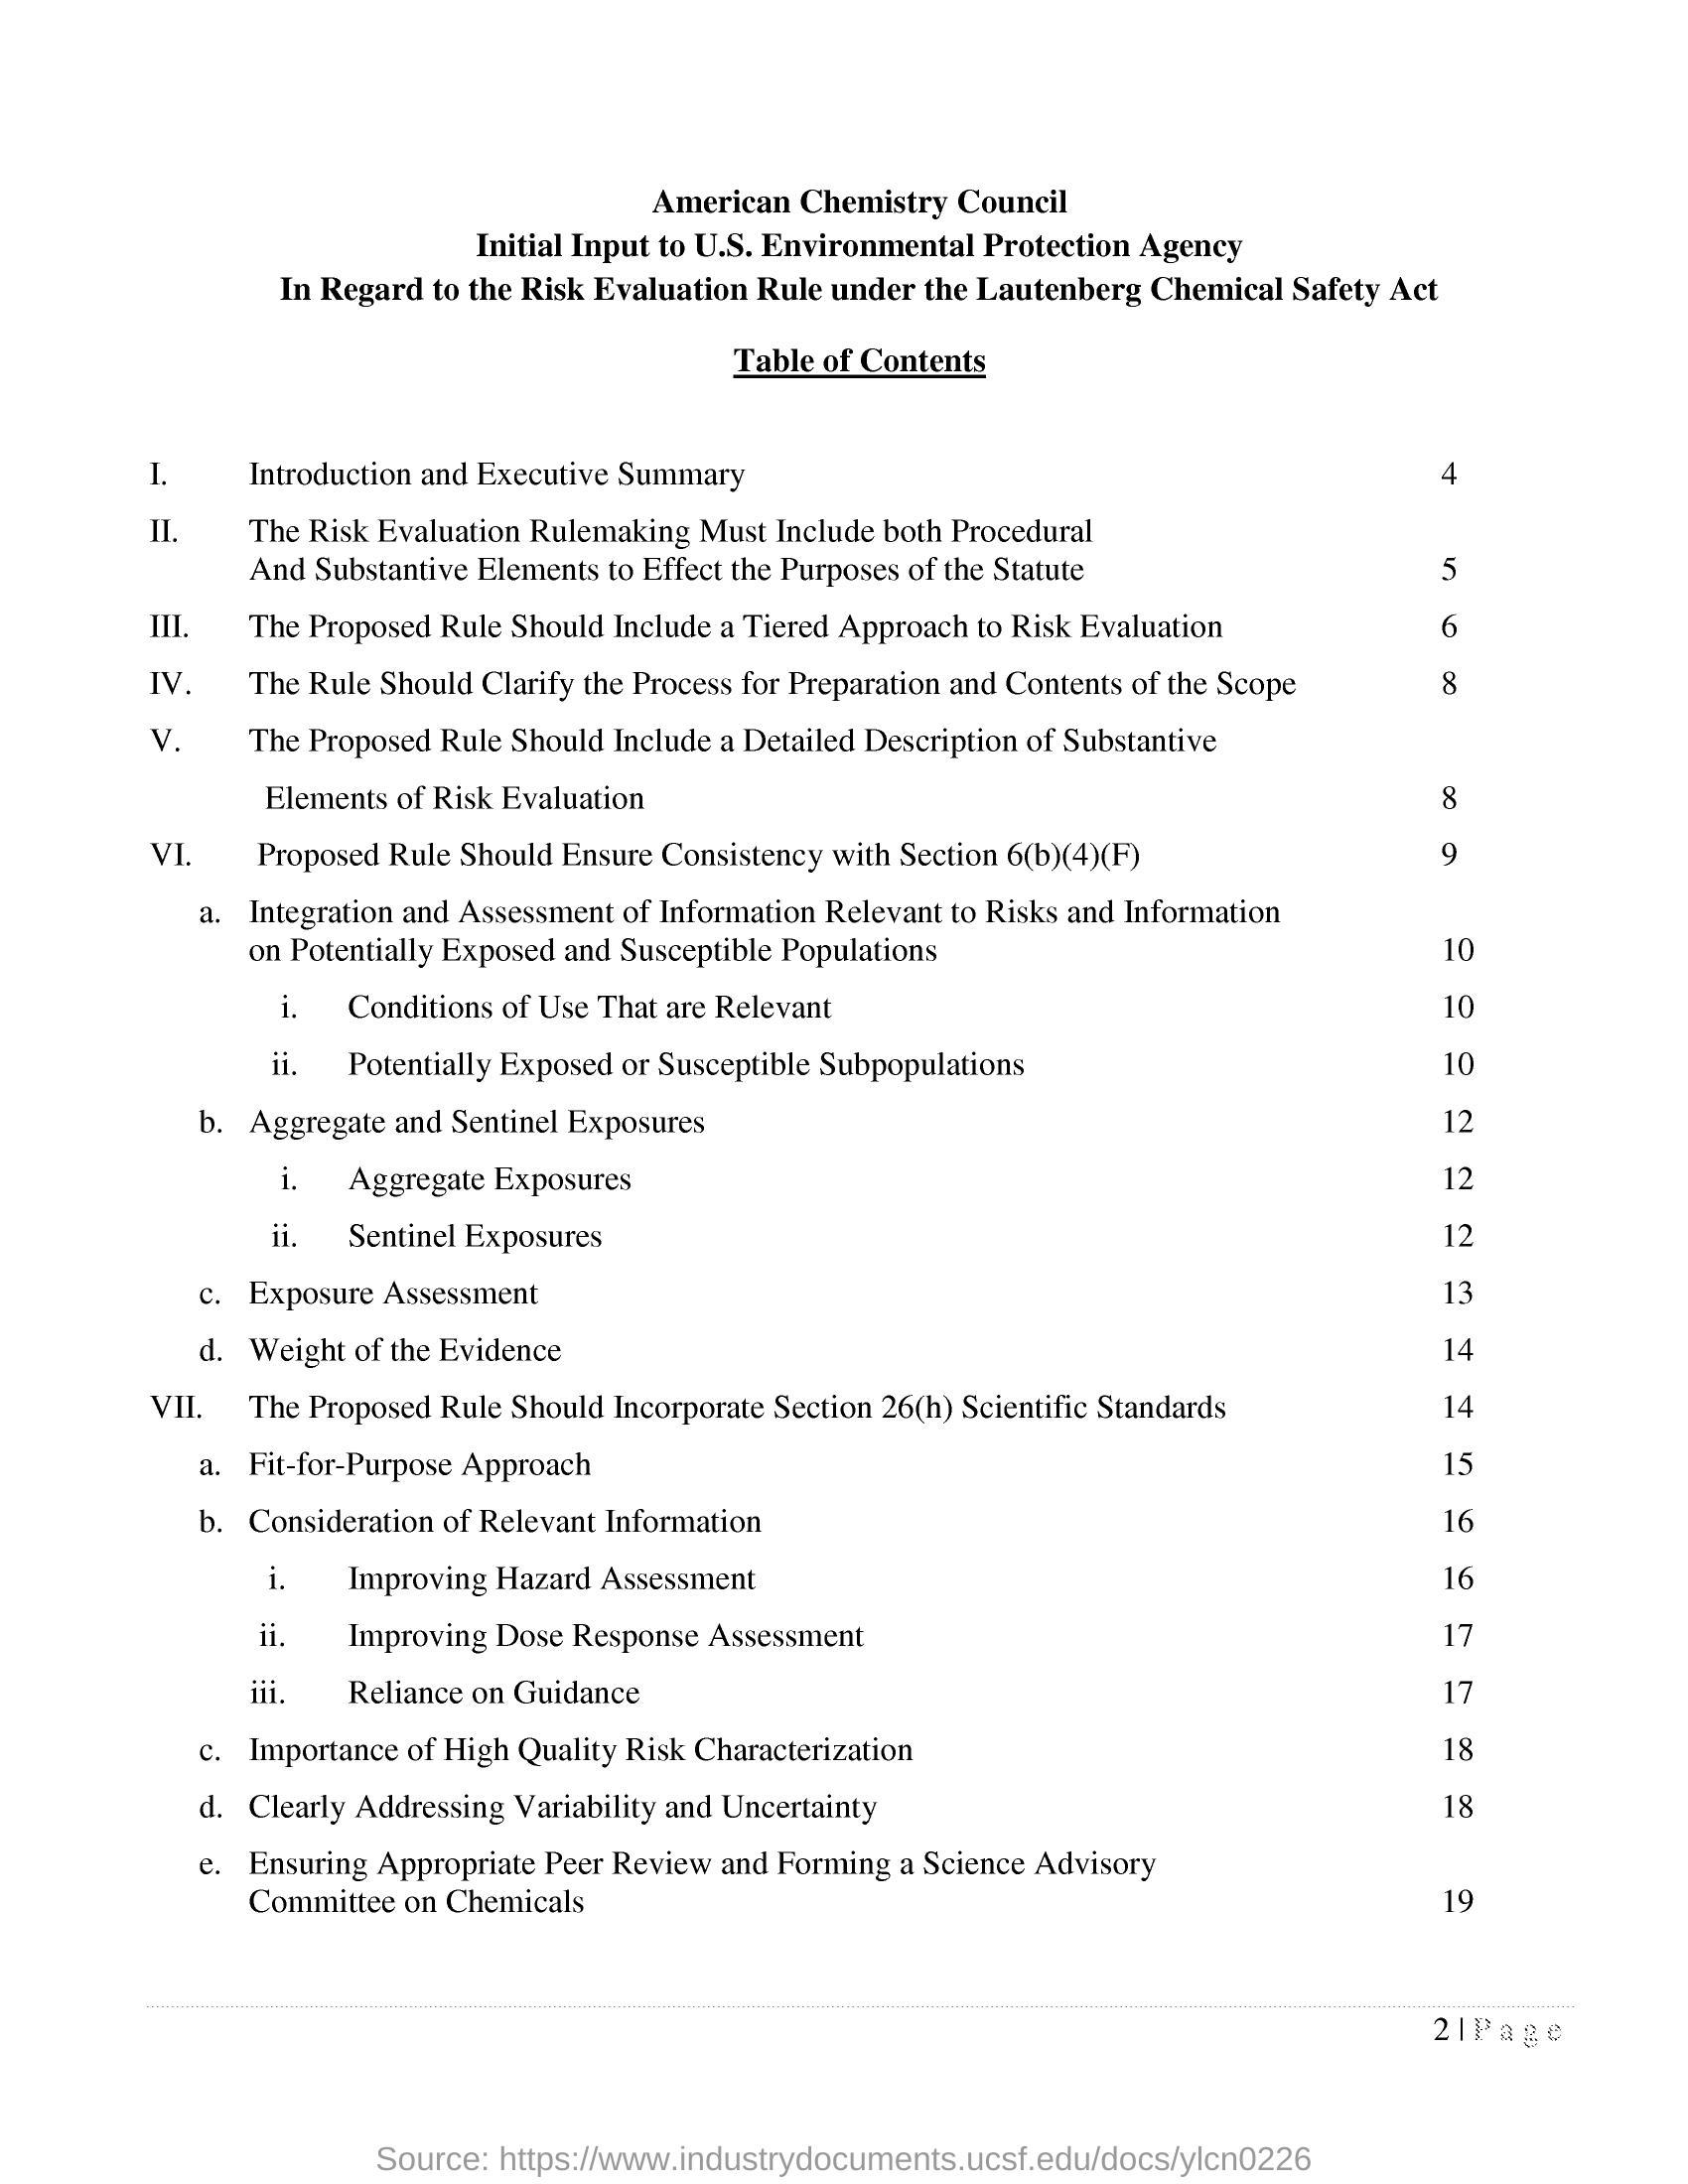 American Chemistry Council
Initial Input to U.S. Environmental Protection Agency
In Regard to the Risk Evaluation Rule under the Lautenberg Chemical Safety Act
Table of Contents
I. Introduction and Executive Summary 4
II. The Risk Evaluation Rulemaking Must Include both Procedural
And Substantive Elements to Effect the Purposes of the Statute 5
III. The Proposed Rule Should Include a Tiered Approach to Risk Evaluation 6
IV. The Rule Should Clarify the Process for Preparation and Contents of the Scope 8
V. The Proposed Rule Should Include a Detailed Description of Substantive
Elements of Risk Evaluation 8
VI. Proposed Rule Should Ensure Consistency with Section 6(b)(4)(F) 9
a. Integration and Assessment of Information Relevant to Risks and Information
on Potentially Exposed and Susceptible Populations 10
i. Conditions of Use That are Relevant 10
ii. Potentially Exposed or Susceptible Subpopulations 10
b. Aggregate and Sentinel Exposures 12
i. Aggregate Exposures 12
ii. Sentinel Exposures 12
c. Exposure Assessment 13
d. Weight of the Evidence 14
VII. The Proposed Rule Should Incorporate Section 26(h) Scientific Standards 14
a. Fit-for-Purpose Approach 15
b. Consideration of Relevant Information 16
i. Improving Hazard Assessment 16
ii. Improving Dose Response Assessment 17
iii. Reliance on Guidance 17
c. Importance of High Quality Risk Characterization 18
d. Clearly Addressing Variability and Uncertainty 18
e. Ensuring Appropriate Peer Review and Forming a Science Advisory
Committee on Chemicals 19
2 | Page
Source: https://www.industrydocuments.ucsf.edu/docs/ylcn0226